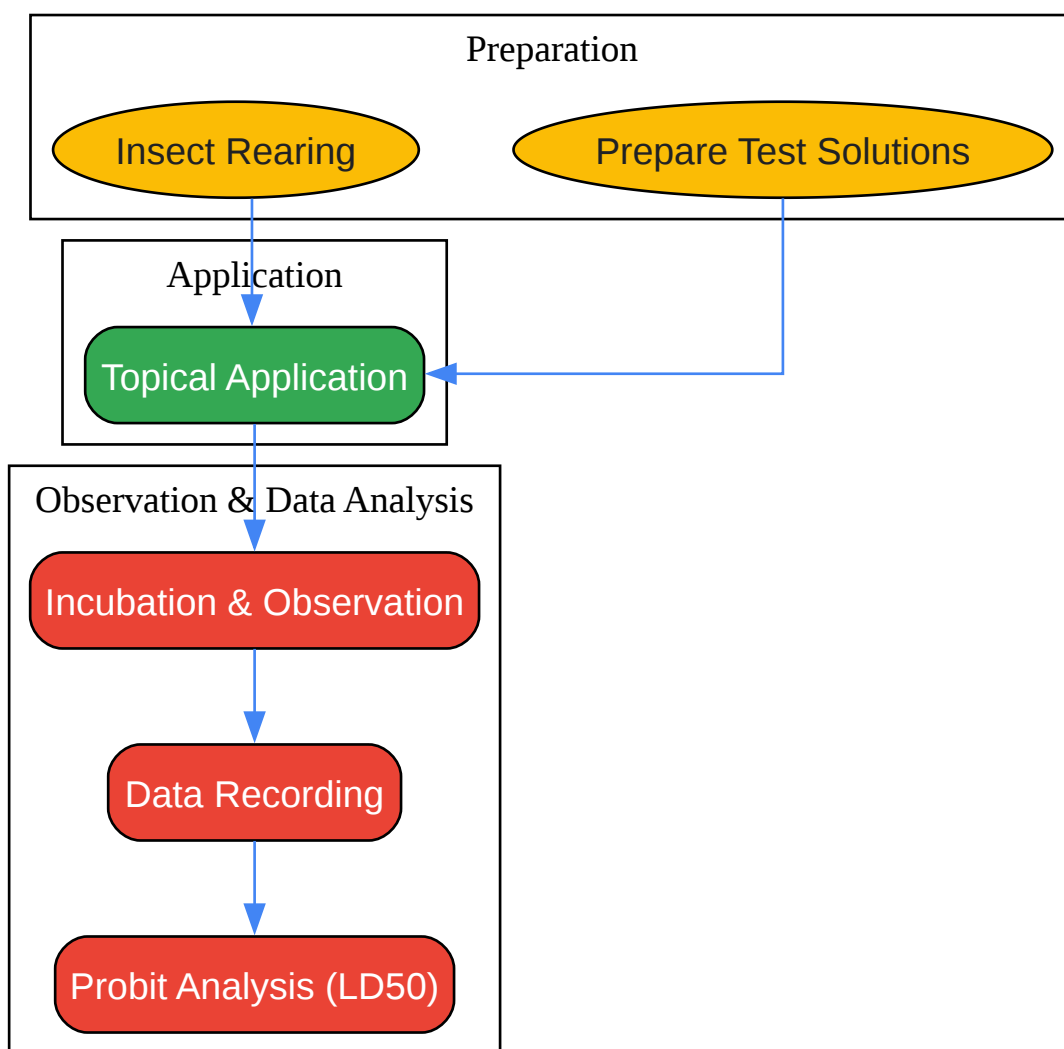 Preparation
Insect Rearing
Prepare Test Solutions
Application
Topical Application
Observation & Data Analysis
Incubation & Observation
Data Recording
Probit Analysis (LD50)